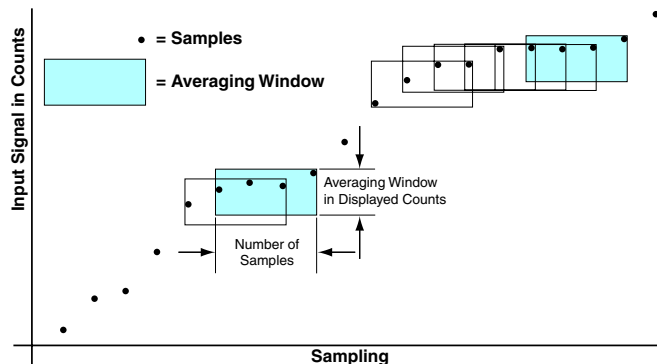 Input Signal in Counts
= Samples
= Averaging Window
Averaging Window
in Displayed Counts
Number of
Samples
Sampling